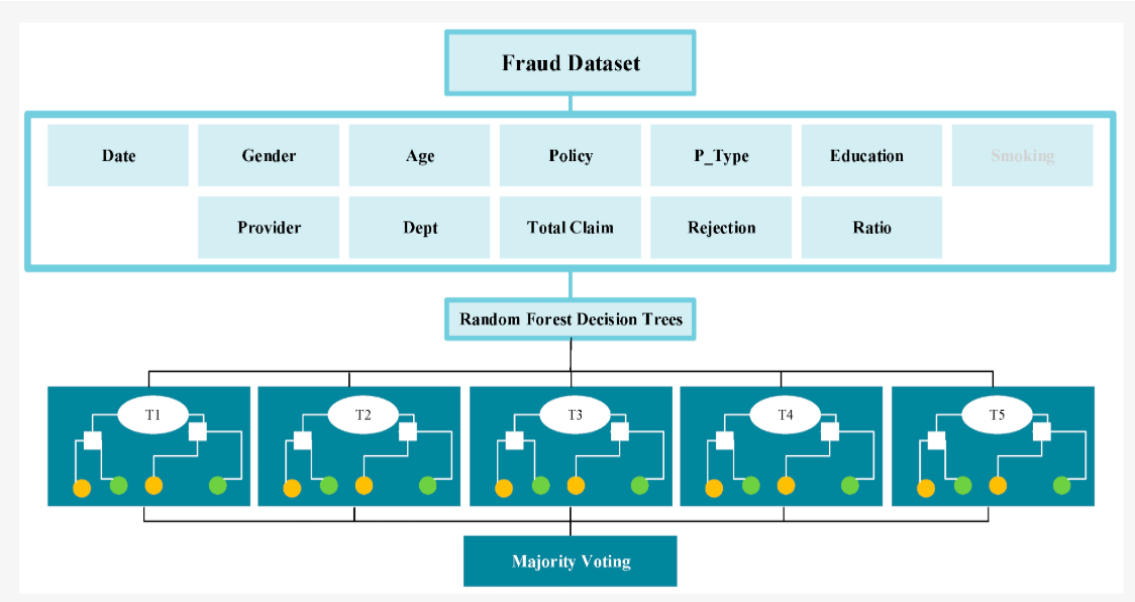 Fraud Dataset
Date Gender Age Policy P_Type Education Smoking
Provider Dept Total Claim Rejection Ratio
Random Forest Decision Trees
T1 T2 T3 T4 T5
Majority Voting